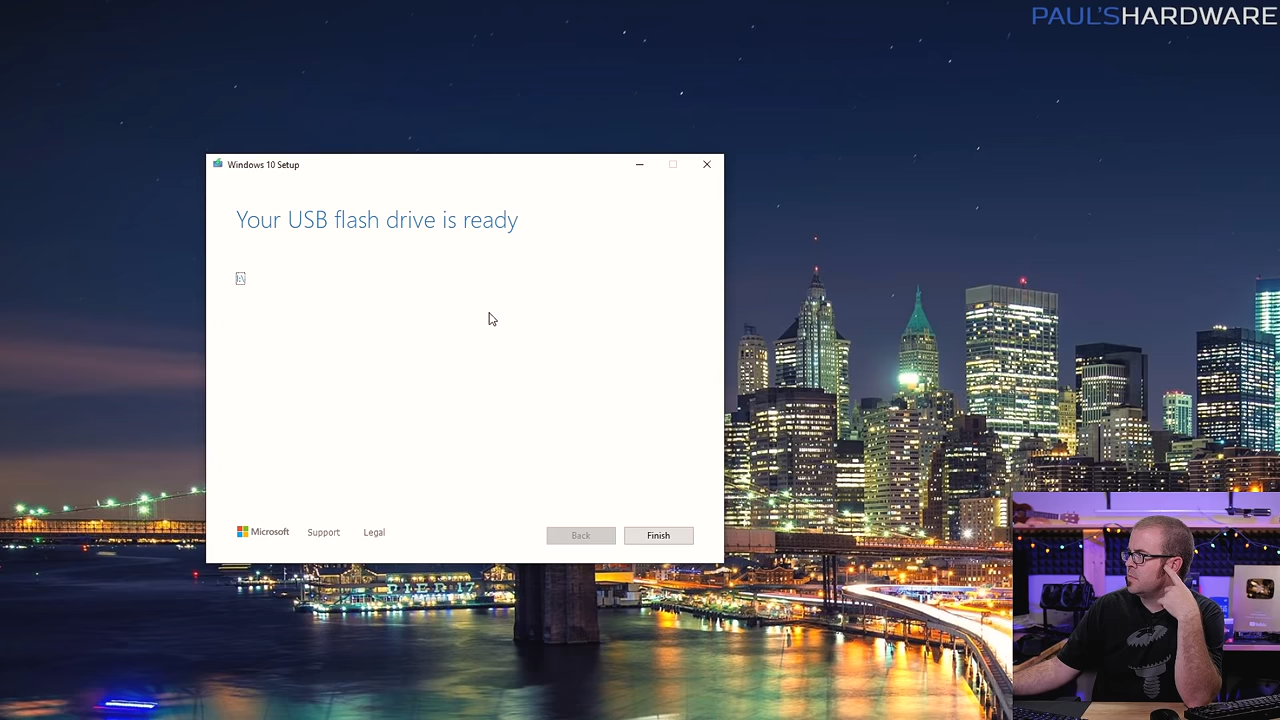 PAUL'SHARDWARE
Windows 10 Setup
Your USB flash drive is ready
Microsoft Support Legal
Back Finish